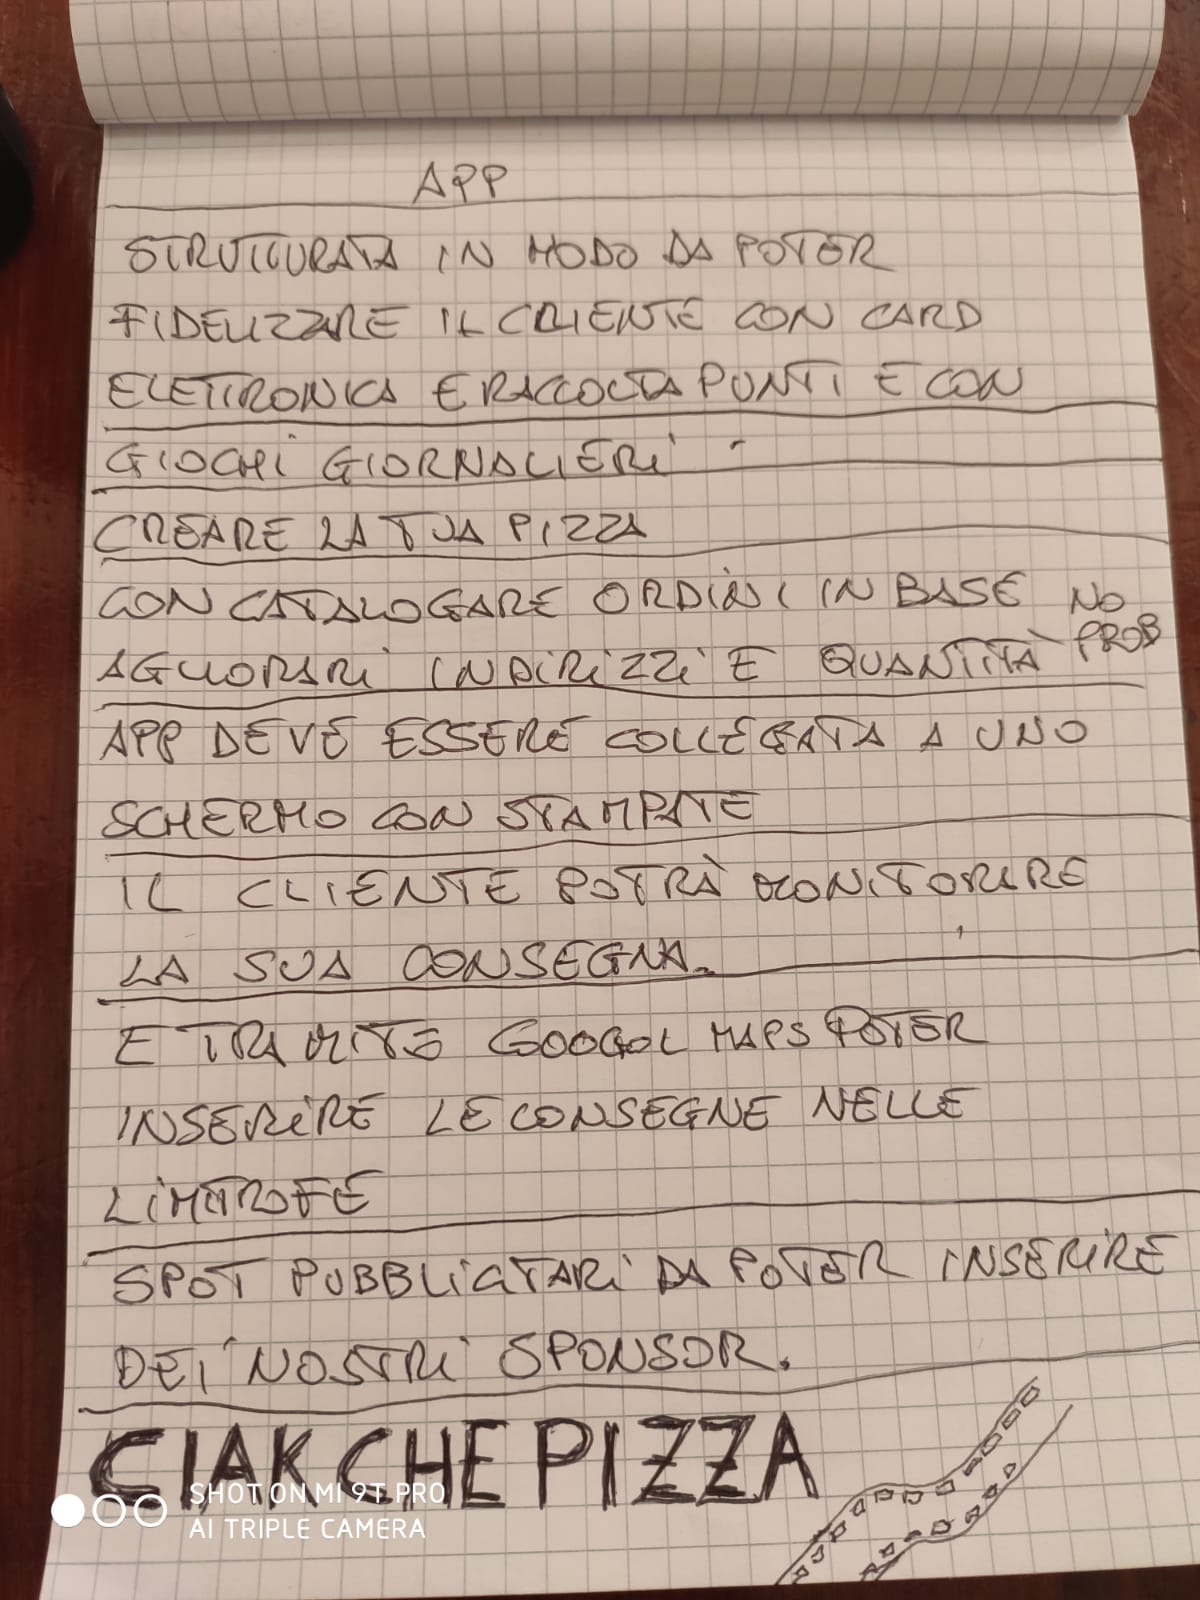 APP
STRUTTURATA IN MODO DA POTER
FIDELIZZARE IL CLIENTE CON CARD
ELETTRONICA E RACCOLTA PUNTI E CON
GIOCHI GIORNALIERI
CREARE LA TUA PIZZA
CON CATALOGARE ORDINI IN BASE NO
AGLI ORARI INDIRIZZI E QUANTITÀ PROB
APP DEVE ESSERE COLLEGATA A UNO
SCHERMO CON STAMPATE
IL CLIENTE POTRÀ MONITORARE
LA SUA CONSEGNA.
E TRAMITE GOOGOL MAPS POTER
INSERIRE LE CONSEGNE NELLE
LIMITROFE
SPOT PUBBLICITARI DA POTER INSERIRE
DEI NOSTRI SPONSOR.
CIAK CHE PIZZA
SHOT ON MI 9T PRO
AI TRIPLE CAMERA